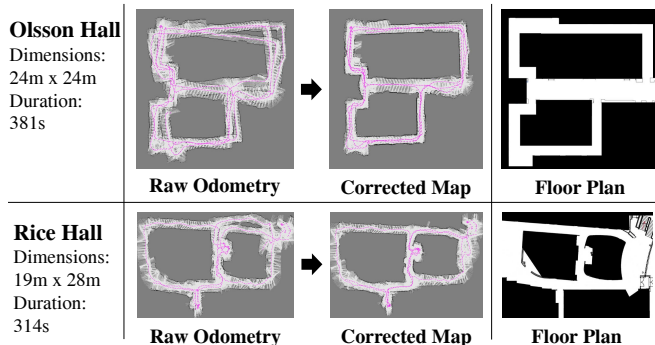 Olsson Hall
Dimensions:
24m x 24m
Duration:
381s
Raw Odometry
Corrected Map
Floor Plan
Rice Hall
Dimensions:
19m x 28m
Duration:
314s
Raw Odometry
Corrected Map
Floor Plan